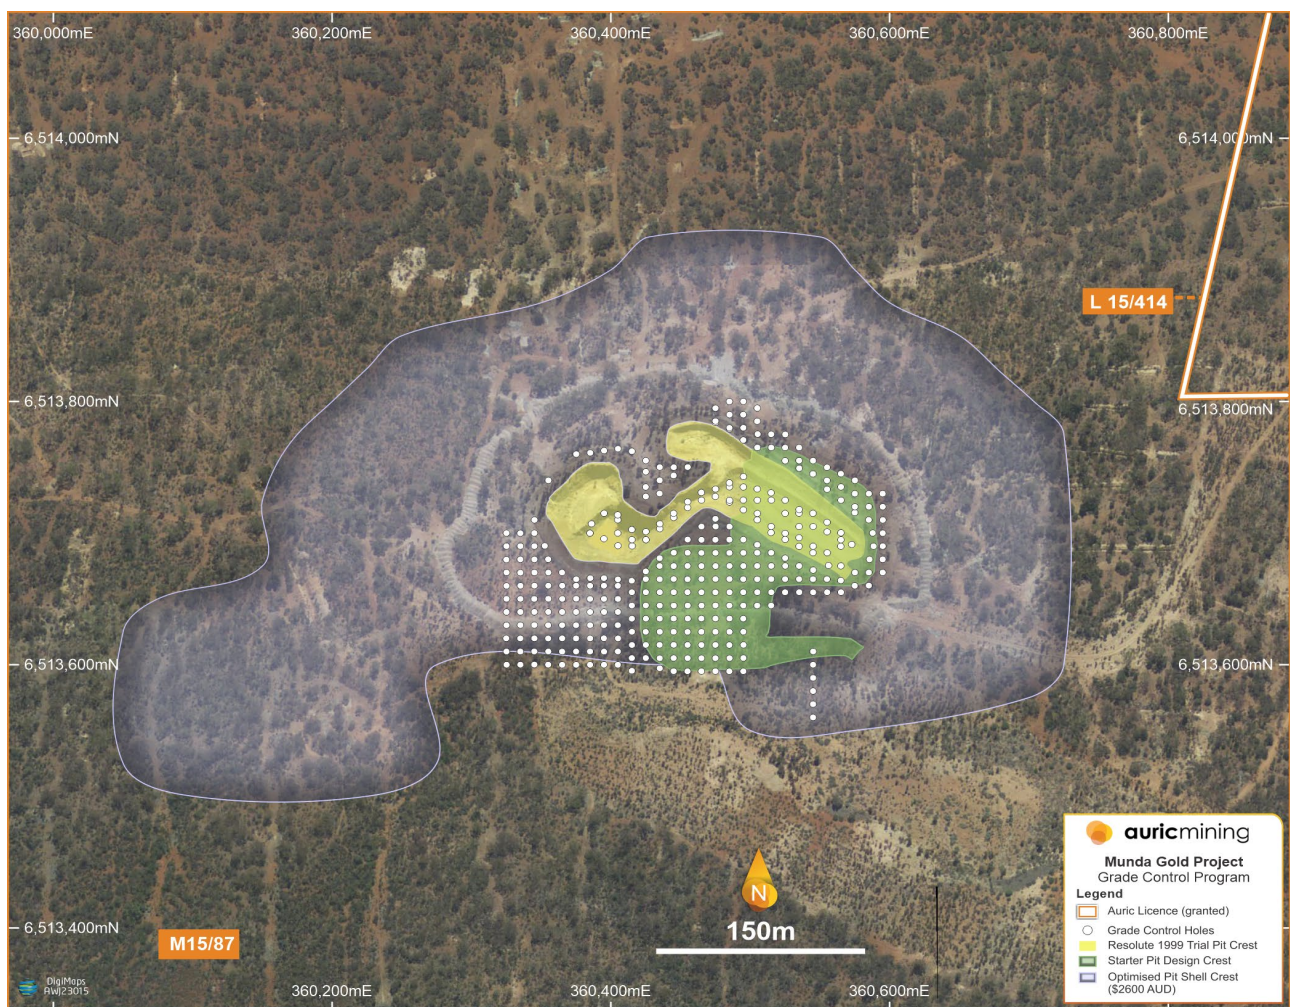 360,000mE 360,200mE 360,400mE 360,600mE 360,800mE
6,514,000mN 6,514,000mN
L 15/414
6,513,800mN 6,513,800mN
6,513,600mN 6,513,600mN
auricmining
Munda Gold Project
Grade Control Program
Legend
Auric Licence (granted)
Grade Control Holes
Resolute 1999 Trial Pit Crest
Starter Pit Design Crest
Optimised Pit Shell Crest
($2600 AUD)
N
150m
6,513,400mN
M15/87
DigiMaps
AWJ23015
360,200mE 360,400mE 360,600mE